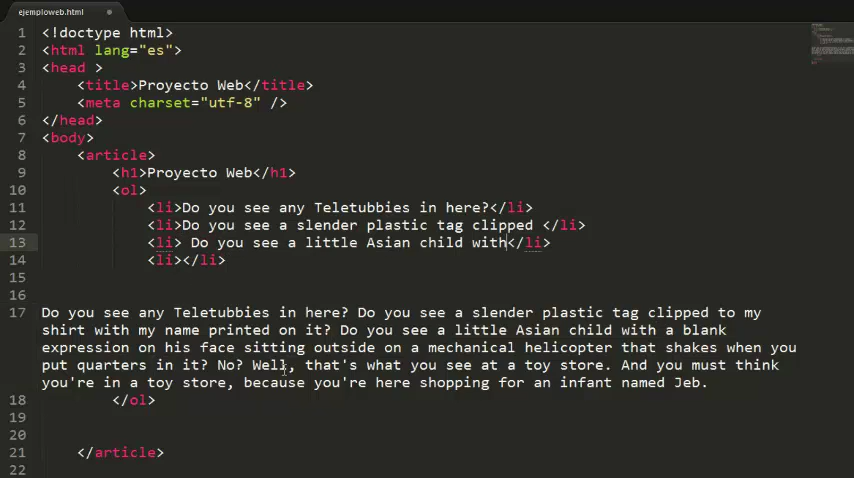 ejemploweb.html
1 <!doctype html>
2 <html lang="es">
3 <head >
4 <title>Proyecto Web</title>
5 <meta charset="utf-8" />
6 </head>
7 <body>
8 <article>
9 <h1>Proyecto Web</h1>
10 <ol>
11 <li>Do you see any Teletubbies in here?</li>
12 <li>Do you see a slender plastic tag clipped </li>
13 <li> Do you see a little Asian child with</li>
14 <li></li>
15
16
17 Do you see any Teletubbies in here? Do you see a slender plastic tag clipped to my
shirt with my name printed on it? Do you see a little Asian child with a blank
expression on his face sitting outside on a mechanical helicopter that shakes when you
put quarters in it? No? Well, that's what you see at a toy store. And you must think
you're in a toy store, because you're here shopping for an infant named Jeb.
18 </ol>
19
20
21 </article>
22